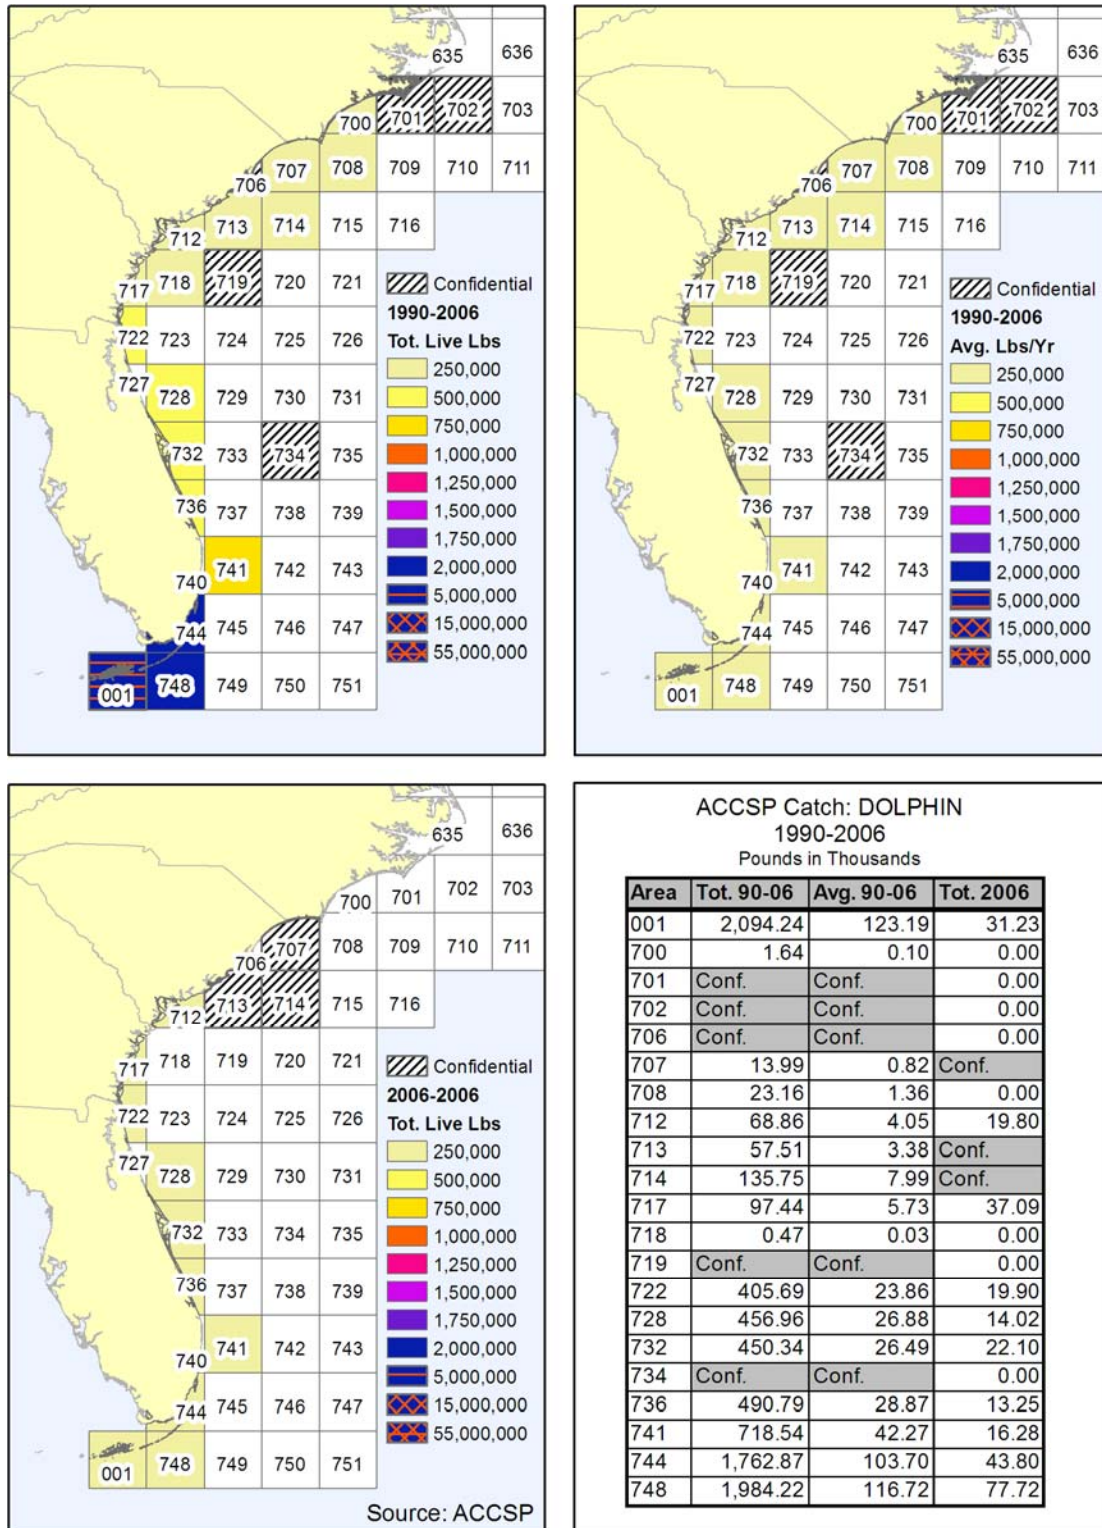 635 636
700 701 702 703
706 707 708 709 710 711
712 713 714 715 716
717 718 719 720 721
722 723 724 725 726
727 728 729 730 731
732 733 734 735
736 737 738 739
740 741 742 743
744 745 746 747
001 748 749 750 751
Confidential
1990-2006
Tot. Live Lbs
250,000
500,000
750,000
1,000,000
1,250,000
1,500,000
1,750,000
2,000,000
5,000,000
15,000,000
55,000,000
635 636
700 701 702 703
706 707 708 709 710 711
712 713 714 715 716
717 718 719 720 721
722 723 724 725 726
727 728 729 730 731
732 733 734 735
736 737 738 739
740 741 742 743
744 745 746 747
001 748 749 750 751
Confidential
1990-2006
Avg. Lbs/Yr
250,000
500,000
750,000
1,000,000
1,250,000
1,500,000
1,750,000
2,000,000
5,000,000
15,000,000
55,000,000
635 636
700 701 702 703
706 707 708 709 710 711
712 713 714 715 716
717 718 719 720 721
722 723 724 725 726
727 728 729 730 731
732 733 734 735
736 737 738 739
740 741 742 743
744 745 746 747
001 748 749 750 751
Confidential
2006-2006
Tot. Live Lbs
250,000
500,000
750,000
1,000,000
1,250,000
1,500,000
1,750,000
2,000,000
5,000,000
15,000,000
55,000,000
Source: ACCSP
ACCSP Catch: DOLPHIN
1990-2006
Pounds in Thousands
Area Tot. 90-06 Avg. 90-06 Tot. 2006
001 2,094.24 123.19 31.23
700 1.64 0.10 0.00
701 Conf. Conf. 0.00
702 Conf. Conf. 0.00
706 Conf. Conf. 0.00
707 13.99 0.82 Conf.
708 23.16 1.36 0.00
712 68.86 4.05 19.80
713 57.51 3.38 Conf.
714 135.75 7.99 Conf.
717 97.44 5.73 37.09
718 0.47 0.03 0.00
719 Conf. Conf. 0.00
722 405.69 23.86 19.90
728 456.96 26.88 14.02
732 450.34 26.49 22.10
734 Conf. Conf. 0.00
736 490.79 28.87 13.25
741 718.54 42.27 16.28
744 1,762.87 103.70 43.80
748 1,984.22 116.72 77.72